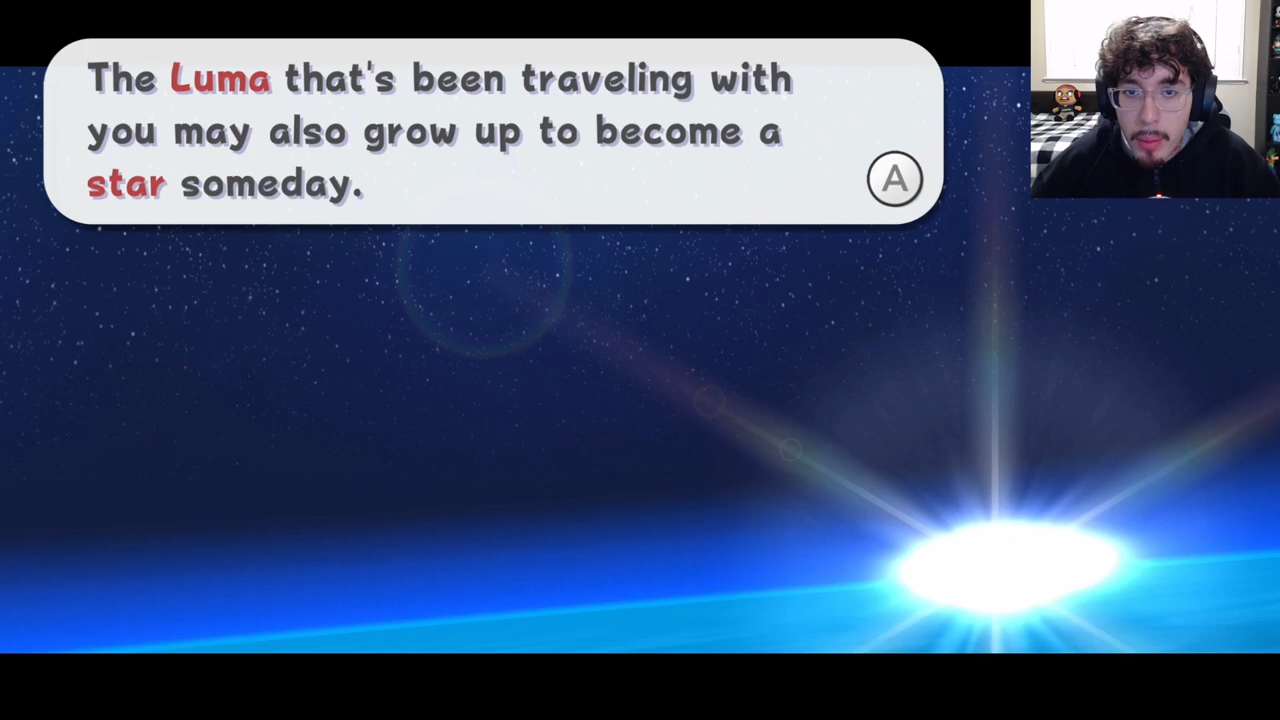 The Luma that's been traveling with
you may also grow up to become a
star someday.
A